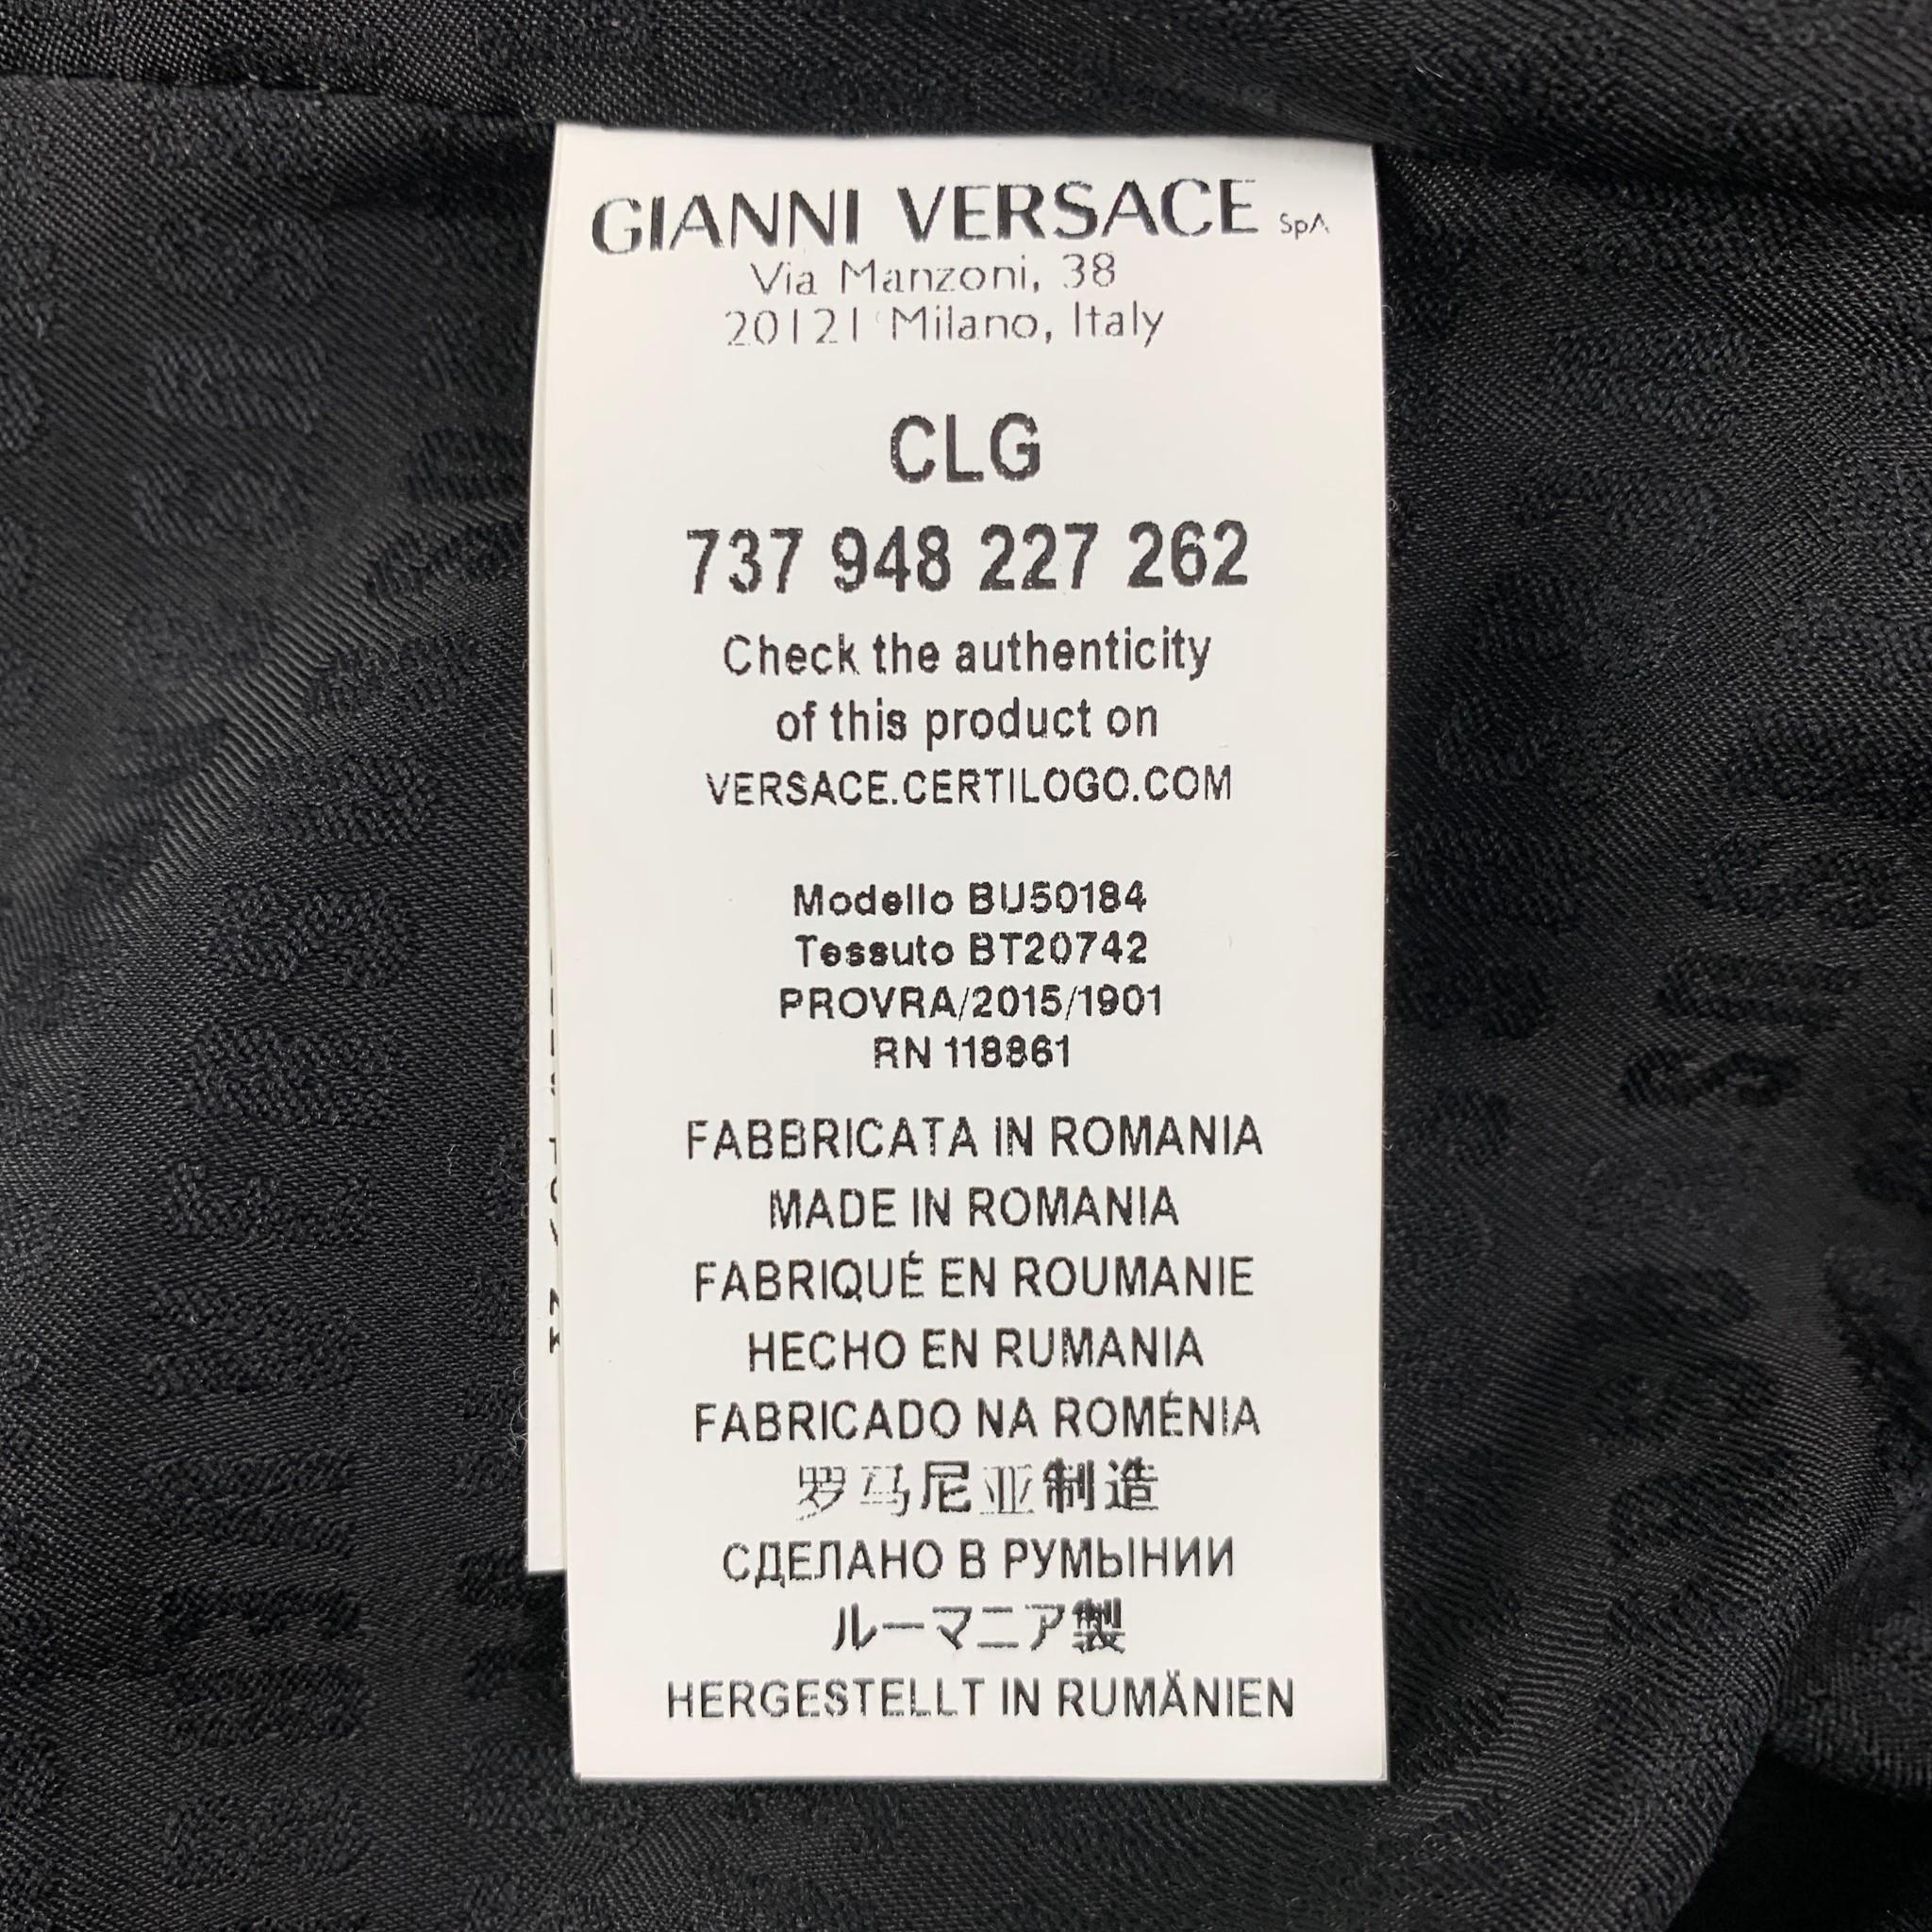 GIANNI VERSACE SpA
Via Manzoni, 38
20121 Milano, Italy
CLG
737 948 227 262
Check the authenticity
of this product on
VERSACE.CERTILOGO.COM
Modello BU50184
Tessuto BT20742
PROVRA/2015/1901
RN 118861
FABBRICATA IN ROMANIA
MADE IN ROMANIA
FABRIQUÉ EN ROUMANIE
HECHO EN RUMANIA
FABRICADO NA ROMÉNIA
罗马尼亚制造
СДЕЛАНО В РУМЫНИИ
ルーマニア製
HERGESTELLT IN RUMÄNIEN